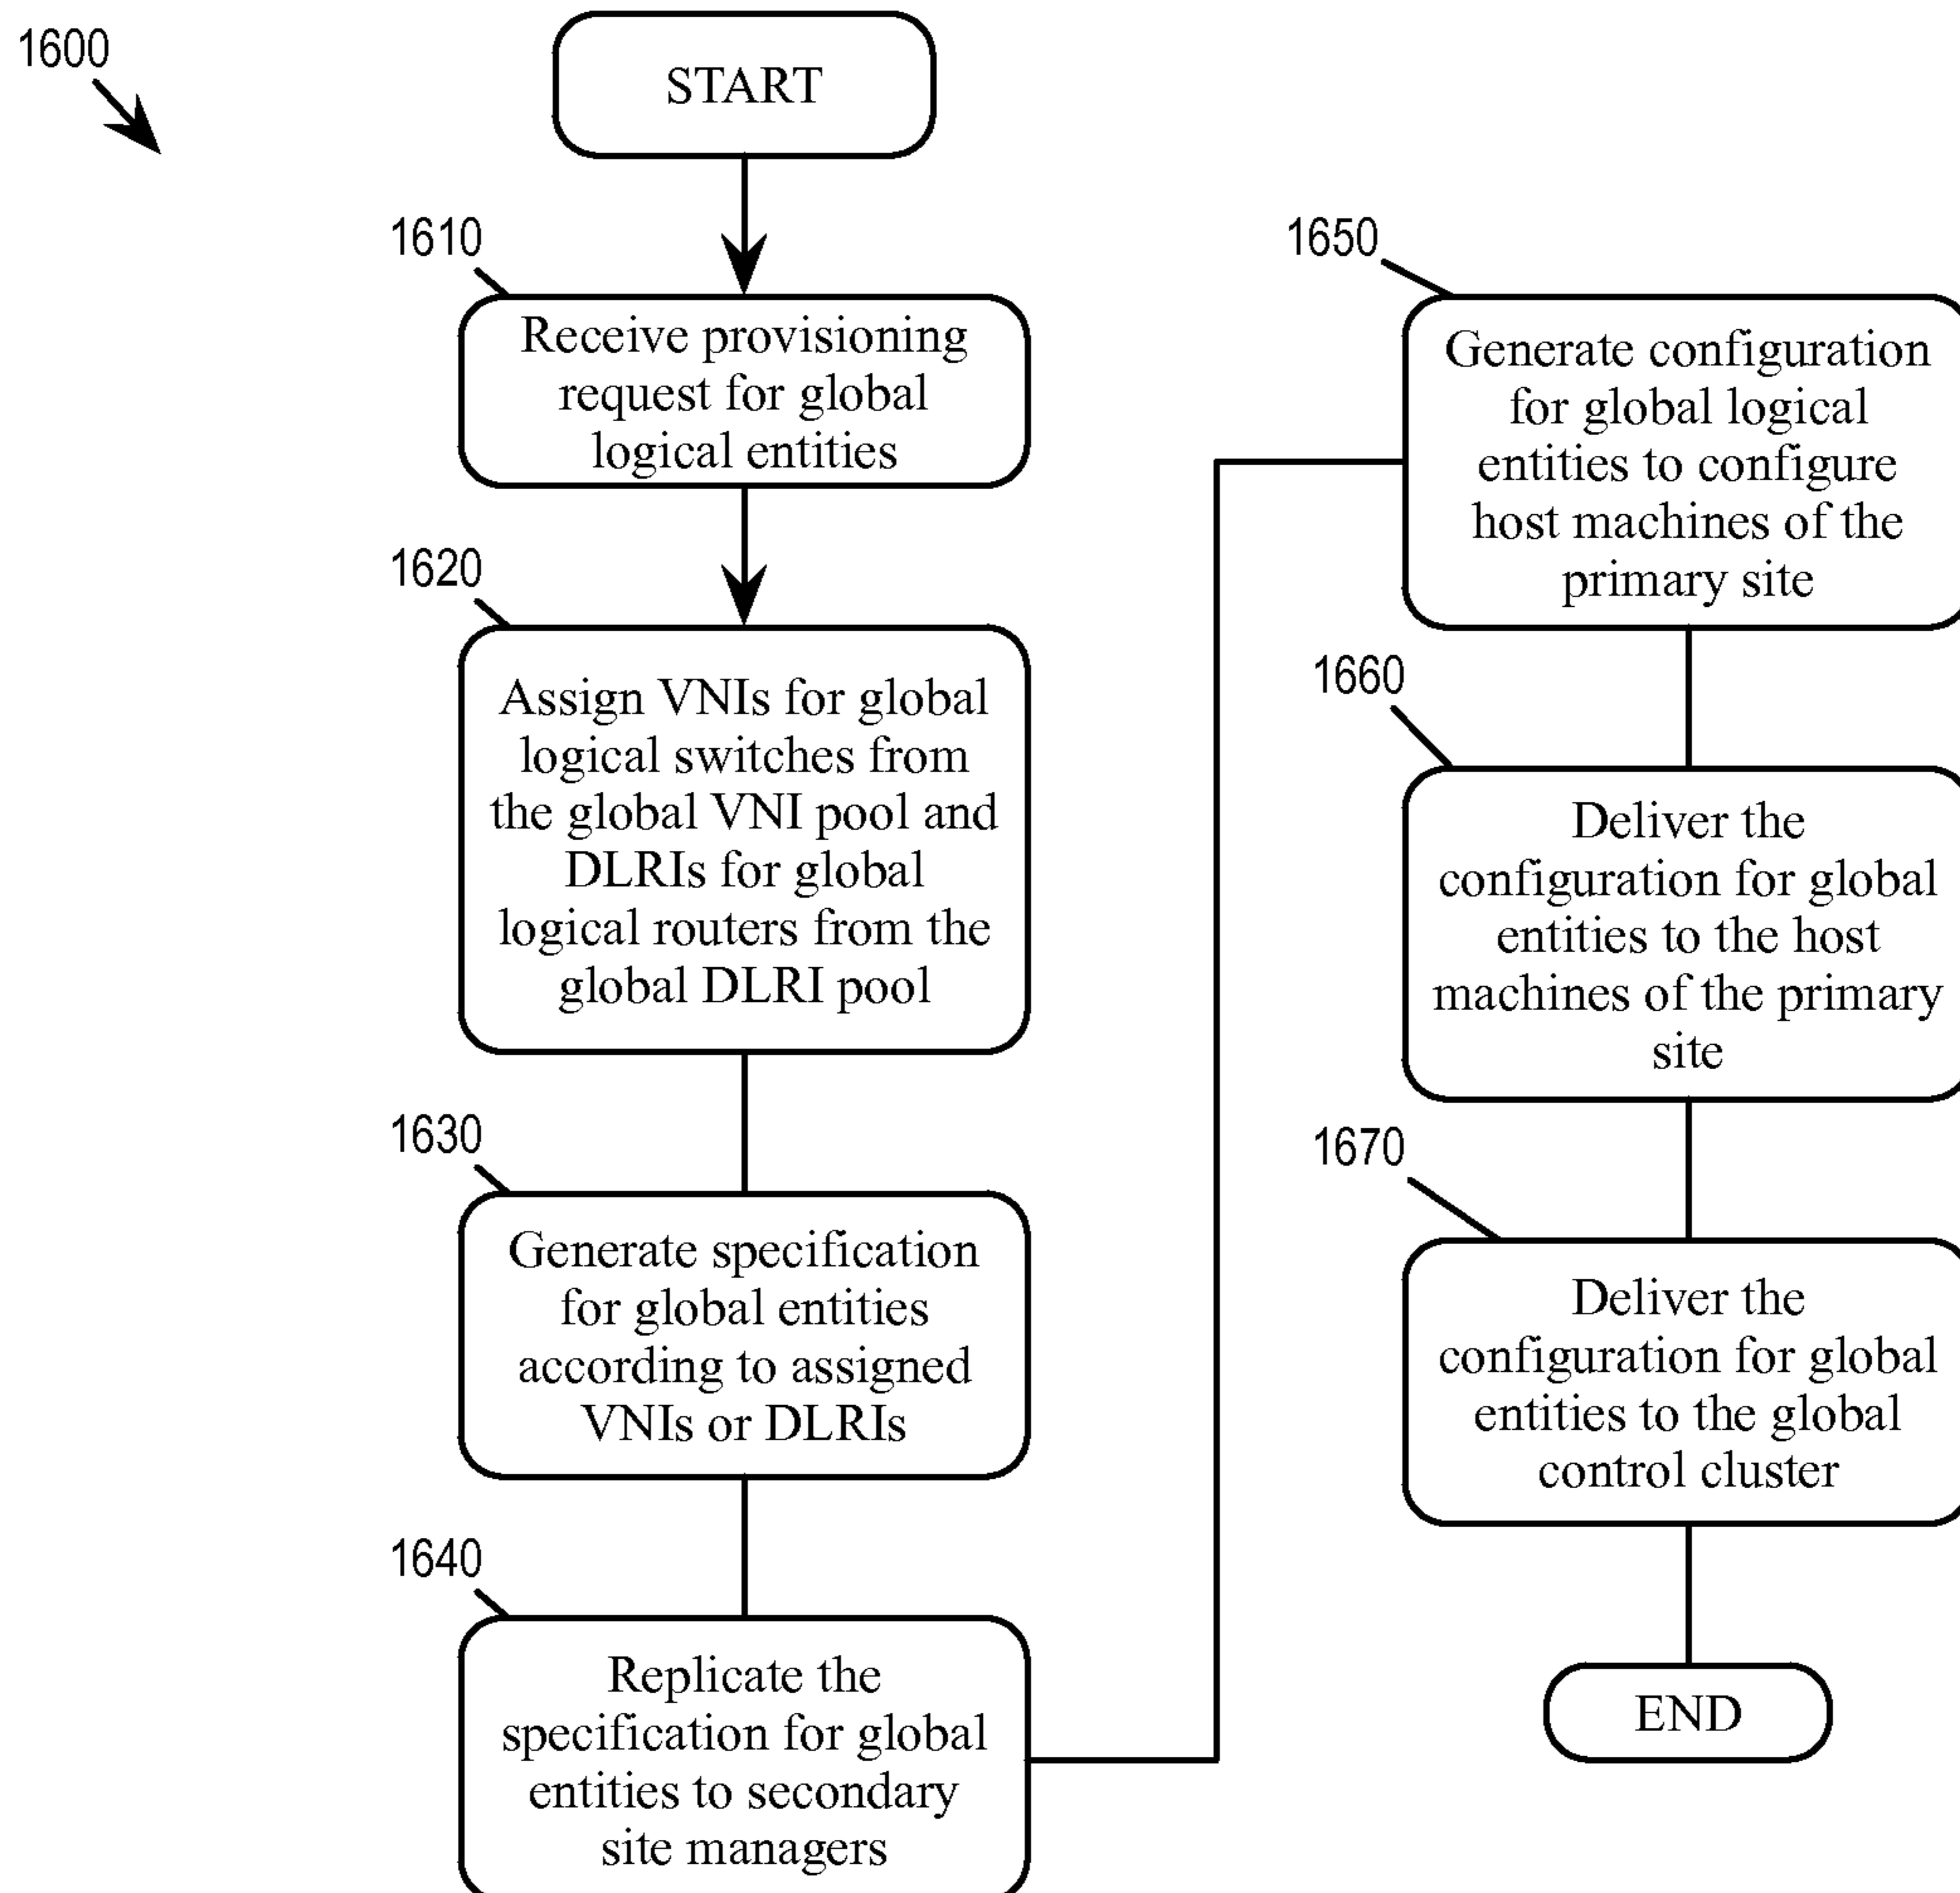 1600
START
1610
Receive provisioning
request for global
logical entities
1620
Assign VNIs for global
logical switches from
the global VNI pool and
DLRIs for global
logical routers from the
global DLRI pool
1630
Generate specification
for global entities
according to assigned
VNIs or DLRIs
1640
Replicate the
specification for global
entities to secondary
site managers
1650
Generate configuration
for global logical
entities to configure
host machines of the
primary site
1660
Deliver the
configuration for global
entities to the host
machines of the primary
site
1670
Deliver the
configuration for global
entities to the global
control cluster
END